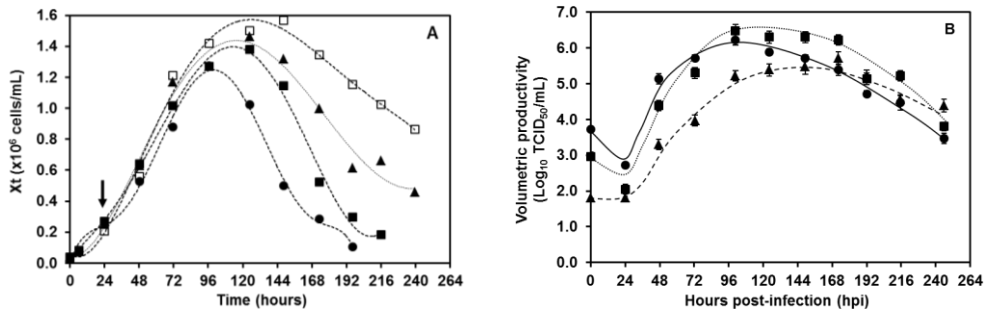 A
Xt (x10⁶ cells/mL)
1.6
1.4
1.2
1.0
0.8
0.6
0.4
0.2
0.0
0 24 48 72 96 120 144 168 192 216 240 264
Time (hours)
B
Volumetric productivity
(Log₁₀ TCID₅₀/mL)
7.0
6.0
5.0
4.0
3.0
2.0
1.0
0.0
0 24 48 72 96 120 144 168 192 216 240 264
Hours post-infection (hpi)